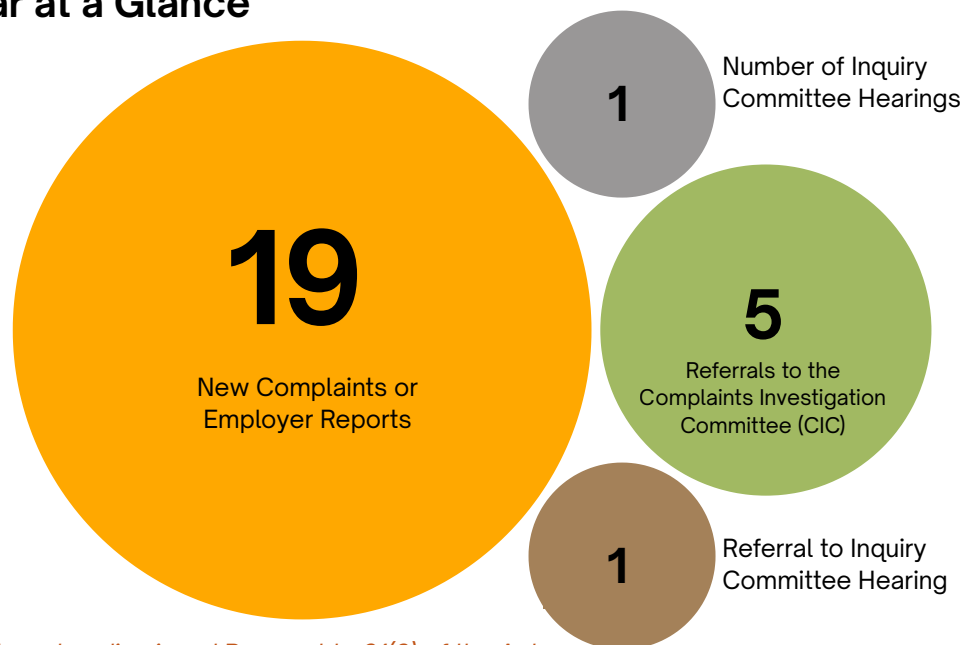 at a Glance
1
Number of Inquiry
Committee Hearings
19
New Complaints or
Employer Reports
5
Referrals to the
Complaints Investigation
Committee (CIC)
1
Referral to Inquiry
Committee Hearing